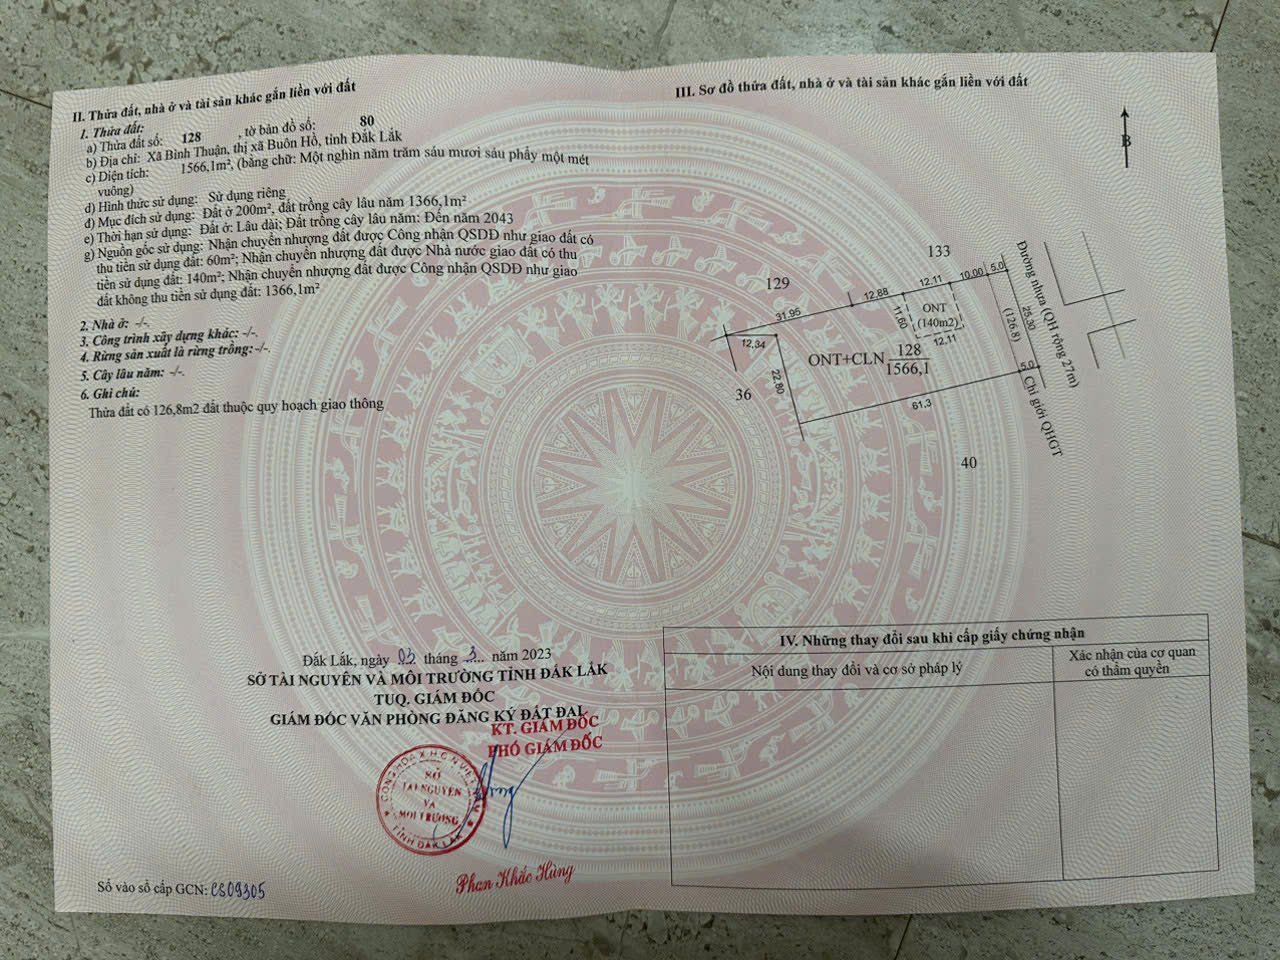 II. Thửa đất, nhà ở và tài sản khác gắn liền với đất
1. Thửa đất:
a) Thửa đất số: 128 , tờ bản đồ số: 80
b) Địa chỉ: Xã Bình Thuận, thị xã Buôn Hồ, tỉnh Đắk Lắk
c) Diện tích: 1566,1m², (bằng chữ: Một nghìn năm trăm sáu mươi sáu phẩy một mét
vuông)
d) Hình thức sử dụng: Sử dụng riêng
đ) Mục đích sử dụng: Đất ở 200m², đất trồng cây lâu năm 1366,1m²
e) Thời hạn sử dụng: Đất ở: Lâu dài; Đất trồng cây lâu năm: Đến năm 2043
g) Nguồn gốc sử dụng: Nhận chuyển nhượng đất được Công nhận QSDĐ như giao đất có
thu tiền sử dụng đất: 60m²; Nhận chuyển nhượng đất được Nhà nước giao đất có thu
tiền sử dụng đất: 140m²; Nhận chuyển nhượng đất được Công nhận QSDĐ như giao
đất không thu tiền sử dụng đất: 1366,1m²
2. Nhà ở: -/-.
3. Công trình xây dựng khác: -/-.
4. Rừng sản xuất là rừng trồng: -/-.
5. Cây lâu năm: -/-.
6. Ghi chú:
Thửa đất có 126,8m2 đất thuộc quy hoạch giao thông
Đắk Lắk, ngày 03 tháng 3 năm 2023
SỞ TÀI NGUYÊN VÀ MÔI TRƯỜNG TỈNH ĐẮK LẮK
TUQ. GIÁM ĐỐC
GIÁM ĐỐC VĂN PHÒNG ĐĂNG KÝ ĐẤT ĐAI
KT. GIÁM ĐỐC
PHÓ GIÁM ĐỐC
CỘNG HÒA X.H.C.N VIỆT NAM
SỞ
TÀI NGUYÊN
VÀ
MÔI TRƯỜNG
TỈNH ĐẮK LẮK
Phan Khắc Hùng
Số vào sổ cấp GCN: CS09305
III. Sơ đồ thửa đất, nhà ở và tài sản khác gắn liền với đất
B
133
129
5,0
10,00
12,11
12,88
31,95
Đường nhựa (QH rộng 27m)
ONT
(140m2)
11,60
12,11
25,30
(126,8)
12,34
ONT+CLN
128
1566,1
22,80
36
5,0
61,3
Chỉ giới QHGT
40
IV. Những thay đổi sau khi cấp giấy chứng nhận
Nội dung thay đổi và cơ sở pháp lý
Xác nhận của cơ quan
có thẩm quyền